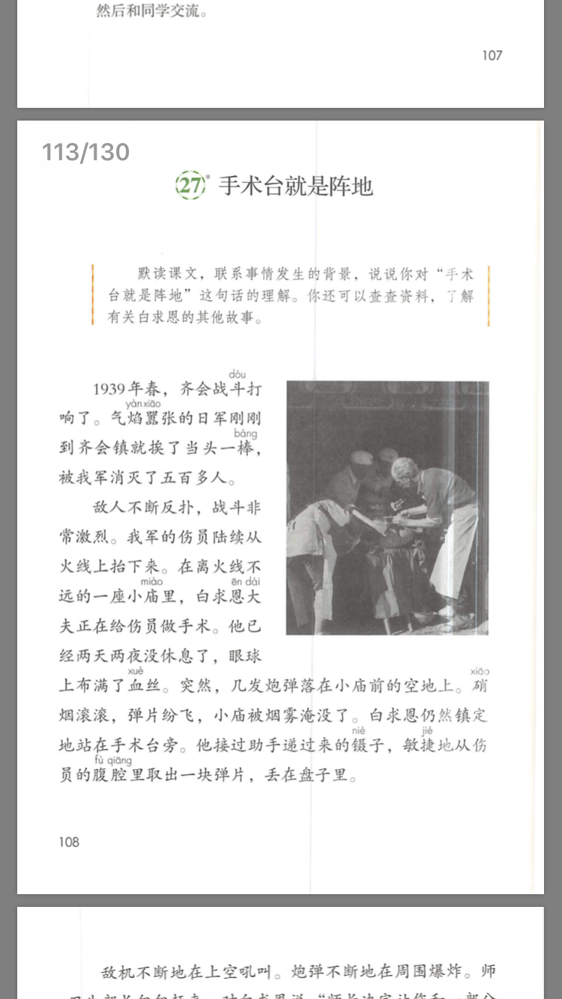 然后和同学交流。
107
113/130
27* 手术台就是阵地
默读课文，联系事情发生的背景，说说你对“手术
台就是阵地”这句话的理解。你还可以查查资料，了解
有关白求恩的其他故事。
dòu
1939年春，齐会战斗打
yàn xiāo
响了。气焰嚣张的日军刚刚
bàng
到齐会镇就挨了当头一棒，
被我军消灭了五百多人。
敌人不断反扑，战斗非
常激烈。我军的伤员陆续从
火线上抬下来。在离火线不
miào ēn dài
远的一座小庙里，白求恩大
夫正在给伤员做手术。他已
经两天两夜没休息了，眼球
xuè xiāo
上布满了血丝。突然，几发炮弹落在小庙前的空地上。硝
烟滚滚，弹片纷飞，小庙被烟雾淹没了。白求恩仍然镇定
niè jié
地站在手术台旁。他接过助手递过来的镊子，敏捷地从伤
fù qiāng
员的腹腔里取出一块弹片，丢在盘子里。
108
敌机不断地在上空吼叫。炮弹不断地在周围爆炸。师